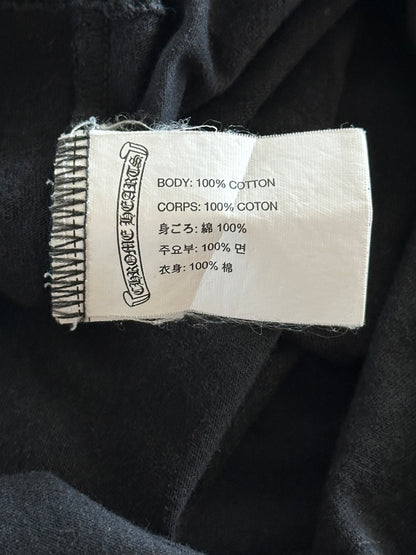 CHROME HEARTS
BODY: 100% COTTON
CORPS: 100% COTON
身ごろ: 綿 100%
주요부: 100% 면
衣身: 100% 棉